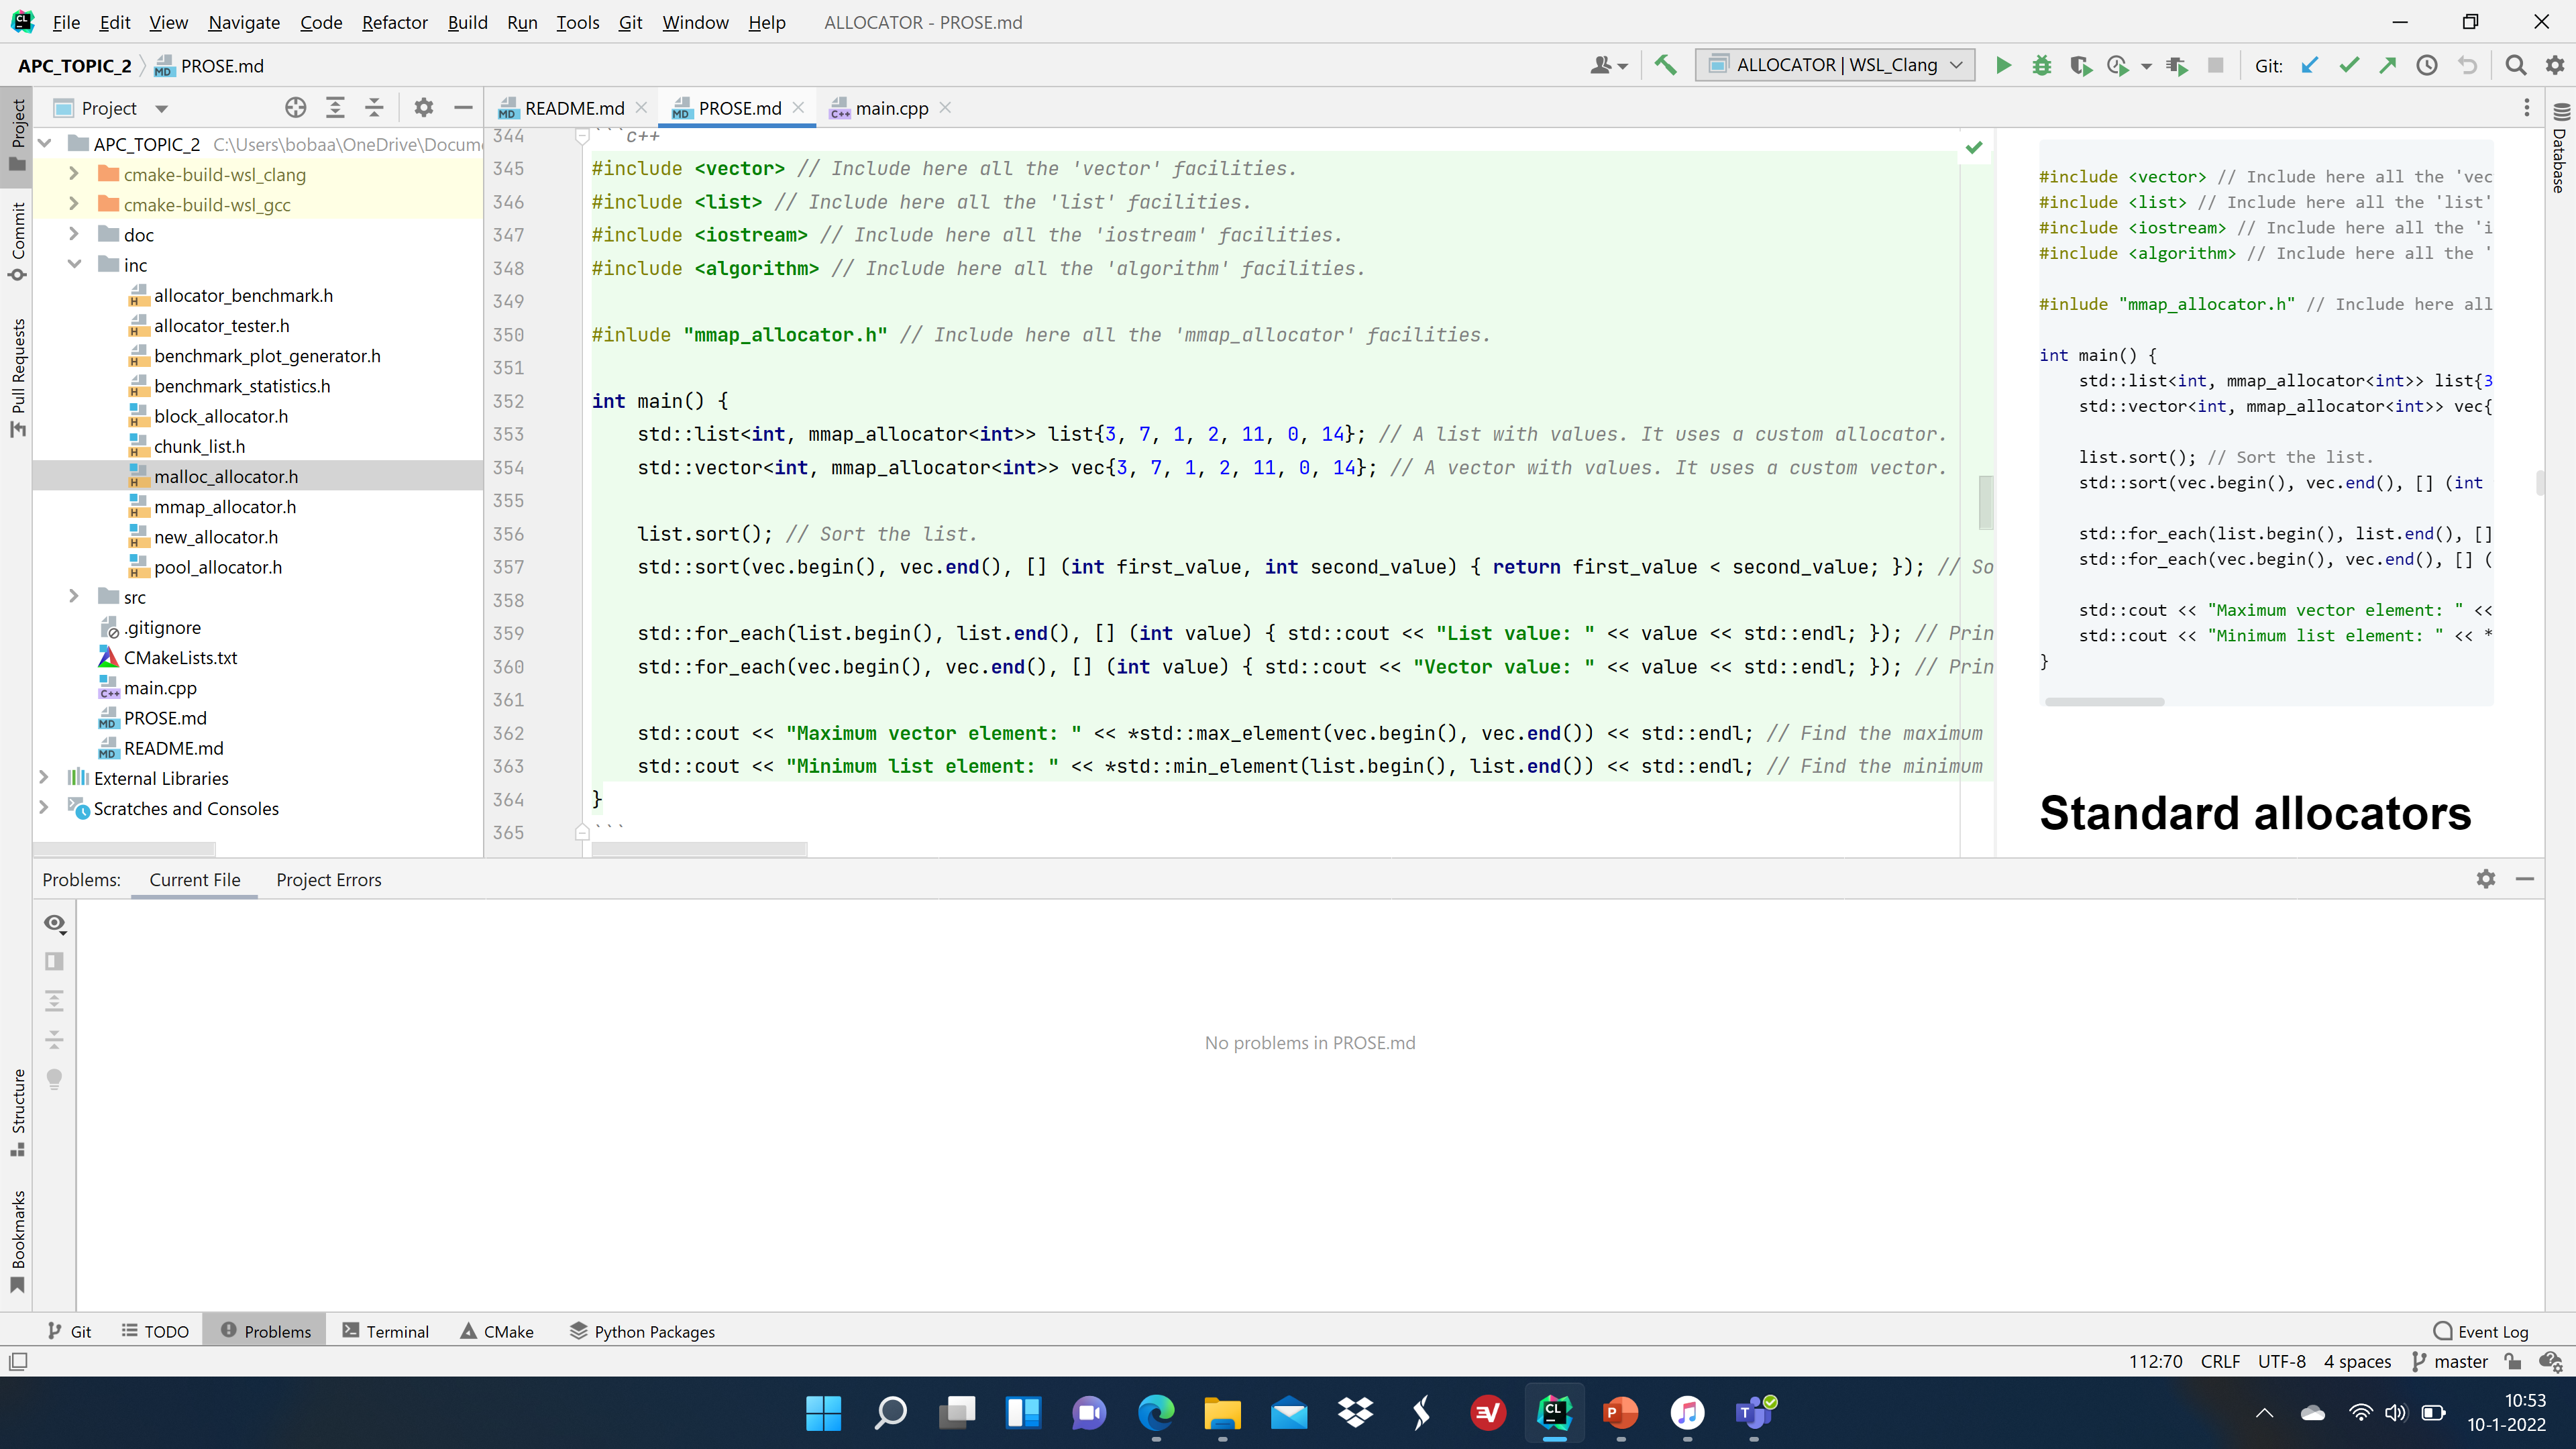 File Edit View Navigate Code Refactor Build Run Tools Git Window Help ALLOCATOR - PROSE.md
APC_TOPIC_2 PROSE.md ALLOCATOR | WSL_Clang Git:
Project
Commit
Pull Requests
Structure
Bookmarks
Database
Project
README.md PROSE.md main.cpp
APC_TOPIC_2 C:\Users\bobaa\OneDrive\Docume
cmake-build-wsl_clang
cmake-build-wsl_gcc
doc
inc
allocator_benchmark.h
allocator_tester.h
benchmark_plot_generator.h
benchmark_statistics.h
block_allocator.h
chunk_list.h
malloc_allocator.h
mmap_allocator.h
new_allocator.h
pool_allocator.h
src
.gitignore
CMakeLists.txt
main.cpp
PROSE.md
README.md
External Libraries
Scratches and Consoles
344 ```c++
345 #include <vector> // Include here all the 'vector' facilities.
346 #include <list> // Include here all the 'list' facilities.
347 #include <iostream> // Include here all the 'iostream' facilities.
348 #include <algorithm> // Include here all the 'algorithm' facilities.
349
350 #inlude "mmap_allocator.h" // Include here all the 'mmap_allocator' facilities.
351
352 int main() {
353 std::list<int, mmap_allocator<int>> list{3, 7, 1, 2, 11, 0, 14}; // A list with values. It uses a custom allocator.
354 std::vector<int, mmap_allocator<int>> vec{3, 7, 1, 2, 11, 0, 14}; // A vector with values. It uses a custom vector.
355
356 list.sort(); // Sort the list.
357 std::sort(vec.begin(), vec.end(), [] (int first_value, int second_value) { return first_value < second_value; }); // So
358
359 std::for_each(list.begin(), list.end(), [] (int value) { std::cout << "List value: " << value << std::endl; }); // Prin
360 std::for_each(vec.begin(), vec.end(), [] (int value) { std::cout << "Vector value: " << value << std::endl; }); // Prin
361
362 std::cout << "Maximum vector element: " << *std::max_element(vec.begin(), vec.end()) << std::endl; // Find the maximum
363 std::cout << "Minimum list element: " << *std::min_element(list.begin(), list.end()) << std::endl; // Find the minimum
364 }
365 ```
#include <vector> // Include here all the 'vec
#include <list> // Include here all the 'list'
#include <iostream> // Include here all the 'i
#include <algorithm> // Include here all the '
#inlude "mmap_allocator.h" // Include here all
int main() {
std::list<int, mmap_allocator<int>> list{3
std::vector<int, mmap_allocator<int>> vec{
list.sort(); // Sort the list.
std::sort(vec.begin(), vec.end(), [] (int
std::for_each(list.begin(), list.end(), []
std::for_each(vec.begin(), vec.end(), [] (
std::cout << "Maximum vector element: " <<
std::cout << "Minimum list element: " << *
}
Standard allocators
Problems: Current File Project Errors
No problems in PROSE.md
Git TODO Problems Terminal CMake Python Packages Event Log
112:70 CRLF UTF-8 4 spaces master
10:53
10-1-2022